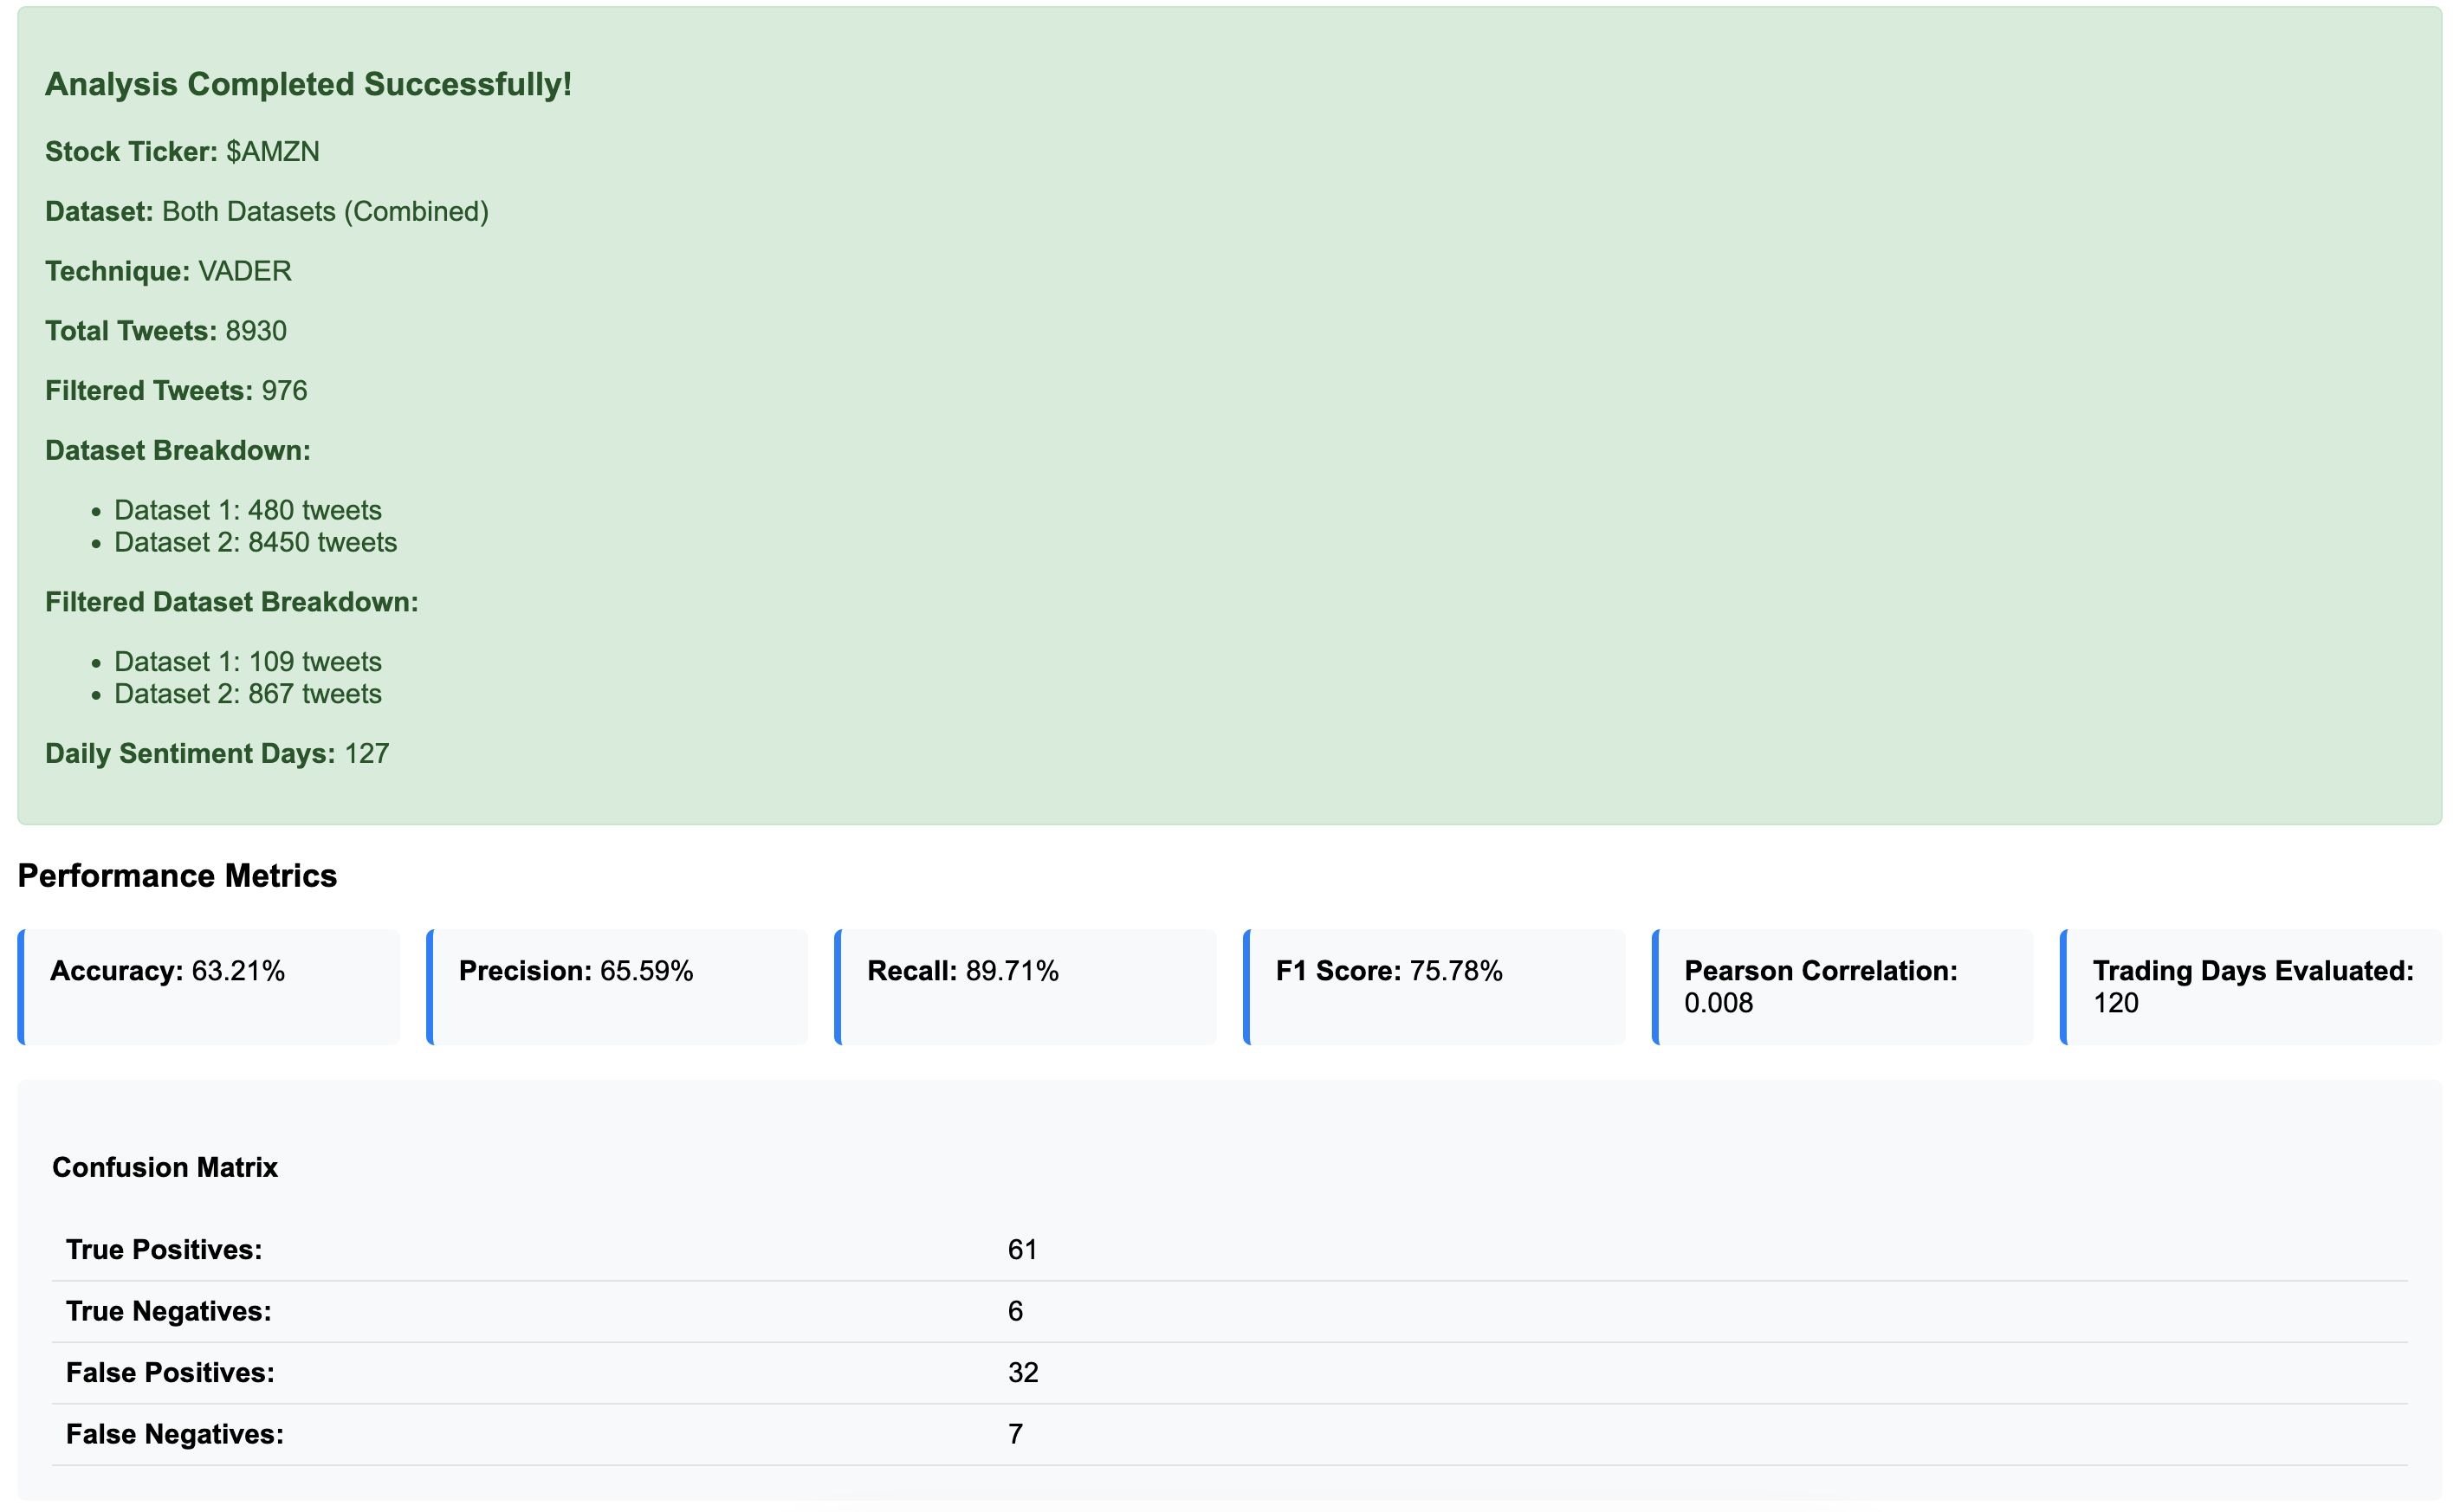 Analysis Completed Successfully!
Stock Ticker: $AMZN
Dataset: Both Datasets (Combined)
Technique: VADER
Total Tweets: 8930
Filtered Tweets: 976
Dataset Breakdown:
• Dataset 1: 480 tweets
• Dataset 2: 8450 tweets
Filtered Dataset Breakdown:
• Dataset 1: 109 tweets
• Dataset 2: 867 tweets
Daily Sentiment Days: 127
Performance Metrics
Accuracy: 63.21%
Precision: 65.59%
Recall: 89.71%
F1 Score: 75.78%
Pearson Correlation:
0.008
Trading Days Evaluated:
120
Confusion Matrix
True Positives: 61
True Negatives: 6
False Positives: 32
False Negatives: 7